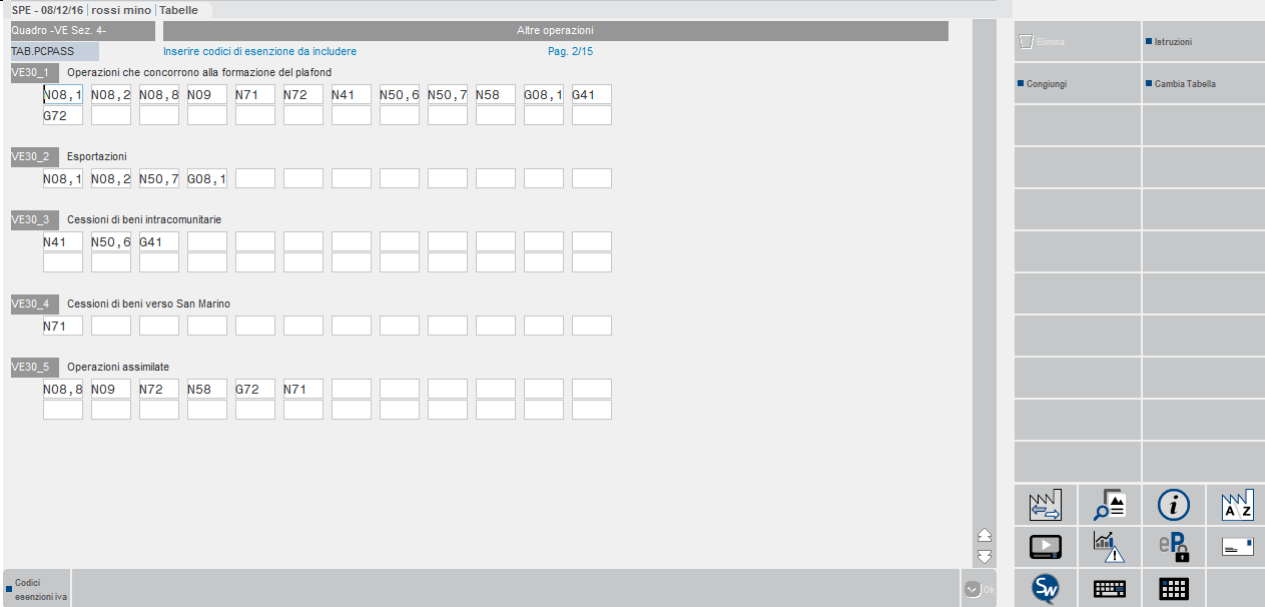 SPE - 08/12/16 | rossi mino | Tabelle
Quadro -VE Sez. 4- Altre operazioni
TAB.PCPASS Inserire codici di esenzione da includere Pag. 2/15
VE30_1 Operazioni che concorrono alla formazione del plafond
N08,1 N08,2 N08,8 N09 N71 N72 N41 N50,6 N50,7 N58 G08,1 G41
G72
VE30_2 Esportazioni
N08,1 N08,2 N50,7 G08,1
VE30_3 Cessioni di beni intracomunitarie
N41 N50,6 G41
VE30_4 Cessioni di beni verso San Marino
N71
VE30_5 Operazioni assimilate
N08,8 N09 N72 N58 G72 N71
Codici
esenzioni iva
Ok
Elimina Istruzioni
Congiungi Cambia Tabella
i
A Z
eP
Sw